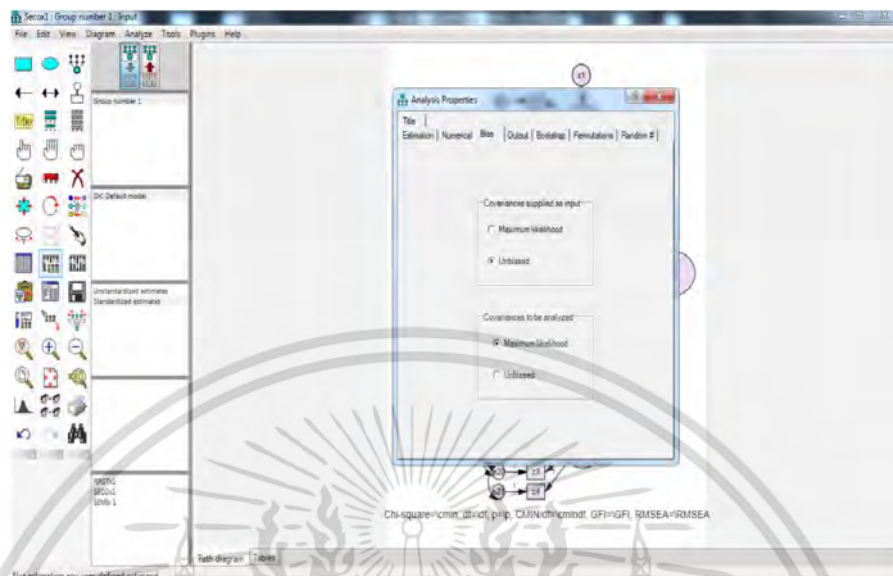 Secox1 : Group number 1 : Input
File Edit View Diagram Analyze Tools Plugins Help
Title
Group number 1
OK: Default model
Unstandardized estimates
Standardized estimates
Analysis Properties
Title
Estimation Numerical Bias Output Bootstrap Permutations Random #
Covariances supplied as input
Maximum likelihood
Unbiased
Covariances to be analyzed
Maximum likelihood
Unbiased
Chi-square=\cmin, df=\df, p=\p, CMIN/df=\cmindf, GFI=\GFI, RMSEA=\RMSEA
Path diagram Tables